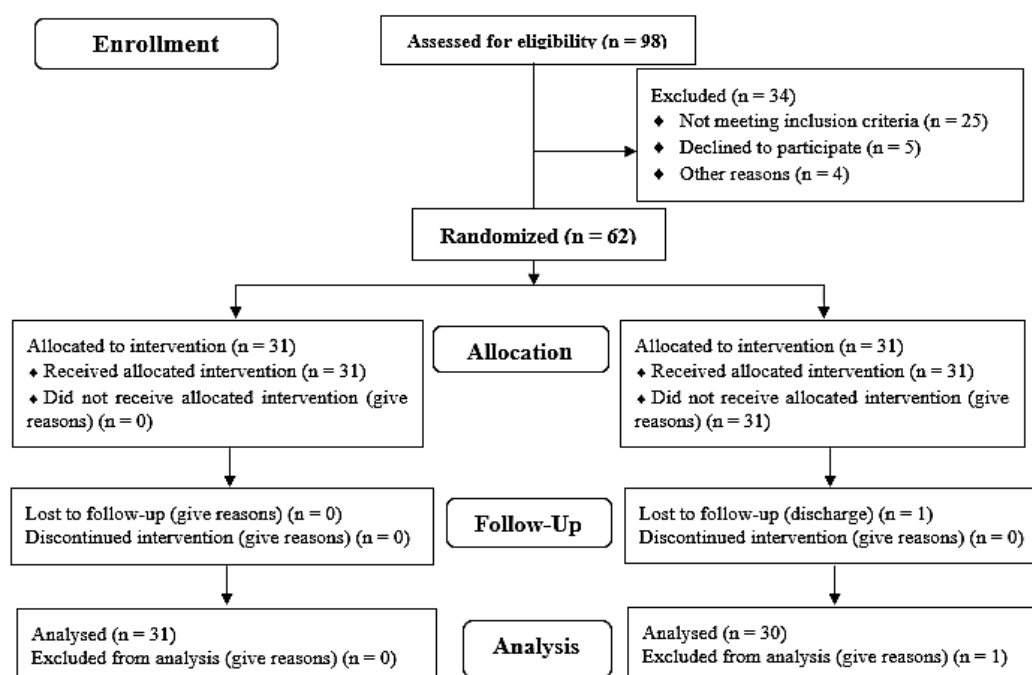 Enrollment
Assessed for eligibility (n = 98)
Excluded (n = 34)
♦ Not meeting inclusion criteria (n = 25)
♦ Declined to participate (n = 5)
♦ Other reasons (n = 4)
Randomized (n = 62)
Allocated to intervention (n = 31)
♦ Received allocated intervention (n = 31)
♦ Did not receive allocated intervention (give
reasons) (n = 0)
Allocation
Allocated to intervention (n = 31)
♦ Received allocated intervention (n = 31)
♦ Did not receive allocated intervention (give
reasons) (n = 31)
Lost to follow-up (give reasons) (n = 0)
Discontinued intervention (give reasons) (n = 0)
Follow-Up
Lost to follow-up (discharge) (n = 1)
Discontinued intervention (give reasons) (n = 0)
Analysed (n = 31)
Excluded from analysis (give reasons) (n = 0)
Analysis
Analysed (n = 30)
Excluded from analysis (give reasons) (n = 1)